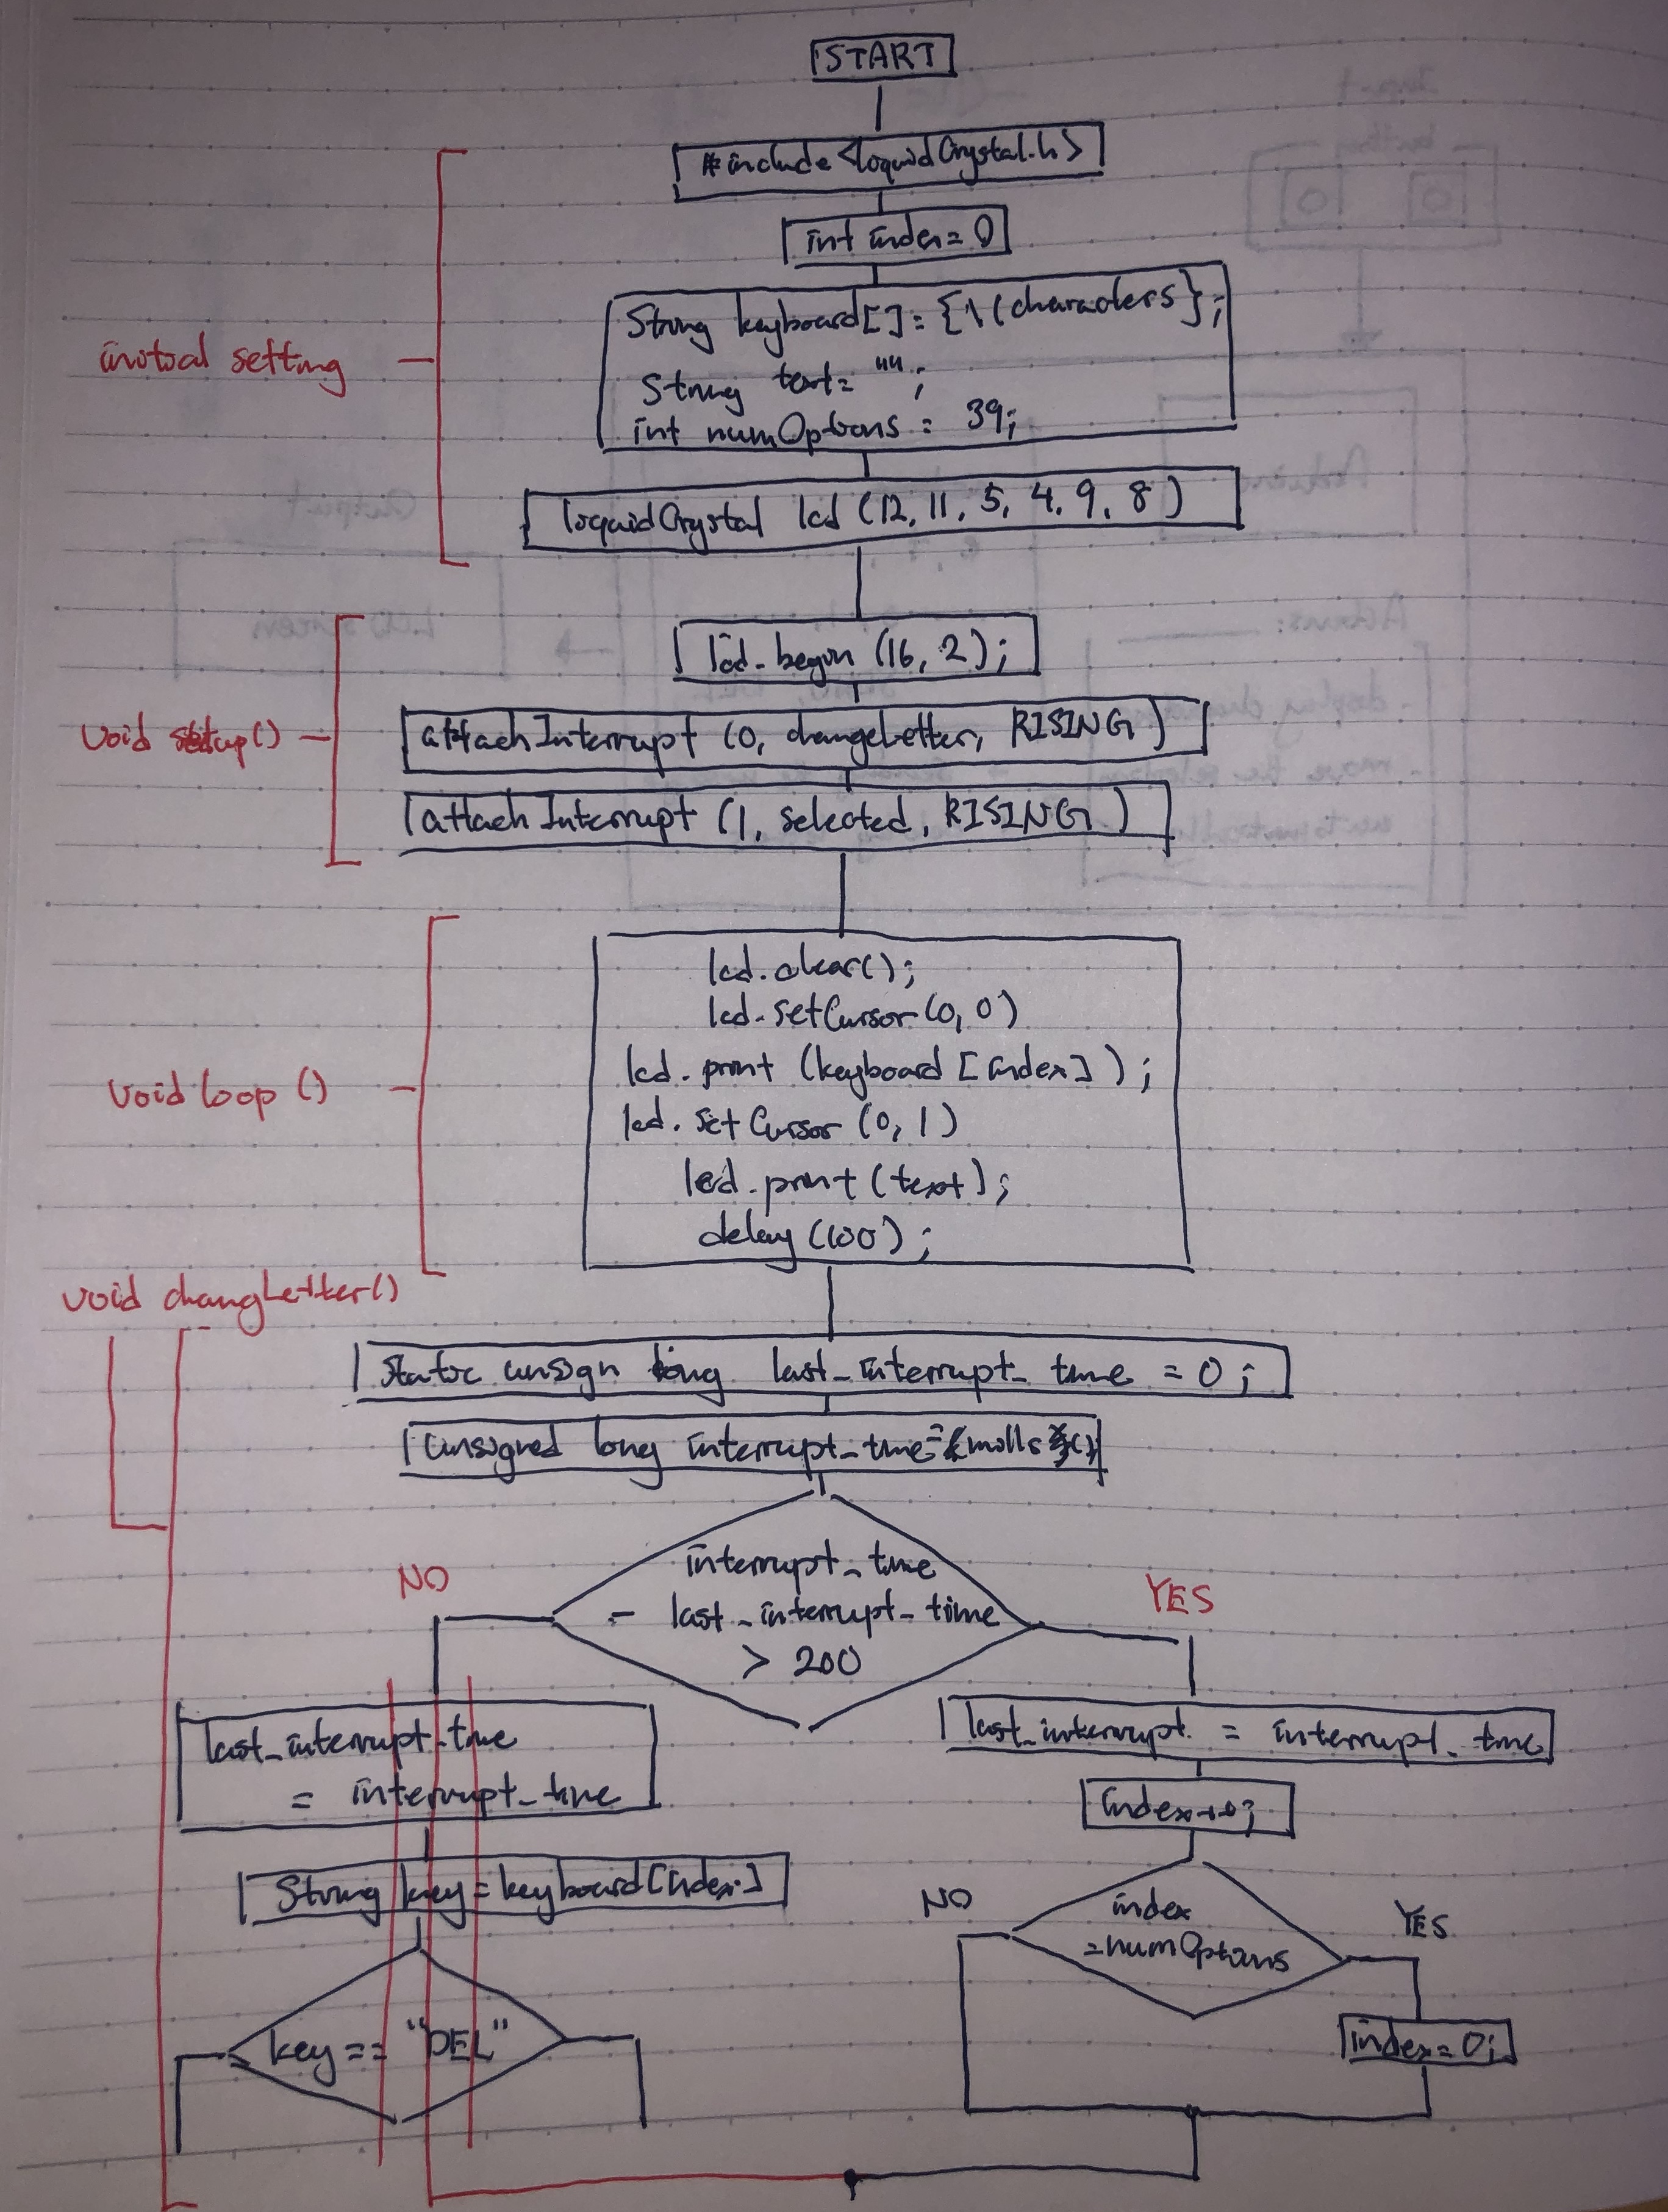 START
#include <liquidCrystal.h>
int index = 0
String keyboard[] = {\\(characters};
String text = "";
int numOptions = 39;
initial setting
liquidCrystal lcd (12, 11, 5, 4, 9, 8)
lcd.begin (16, 2);
void setup()
attachInterrupt (0, changeLetter, RISING)
attachInterrupt (1, selected, RISING)
lcd.clear();
lcd.setCursor (0, 0)
lcd.print (keyboard [index]);
void loop ()
lcd.setCursor (0, 1)
lcd.print (text);
delay (100);
void changLetter()
static unsign long last_interrupt_time = 0;
unsigned long interrupt_time = millis ();
interrupt_time
- last_interrupt_time
> 200
NO
YES
last_interrupt_time
= interrupt_time
last_interrupt = interrupt_time
index++;
String key = keyboard[index]
NO
index
= numOptions
YES
key == "DEL"
index = 0;